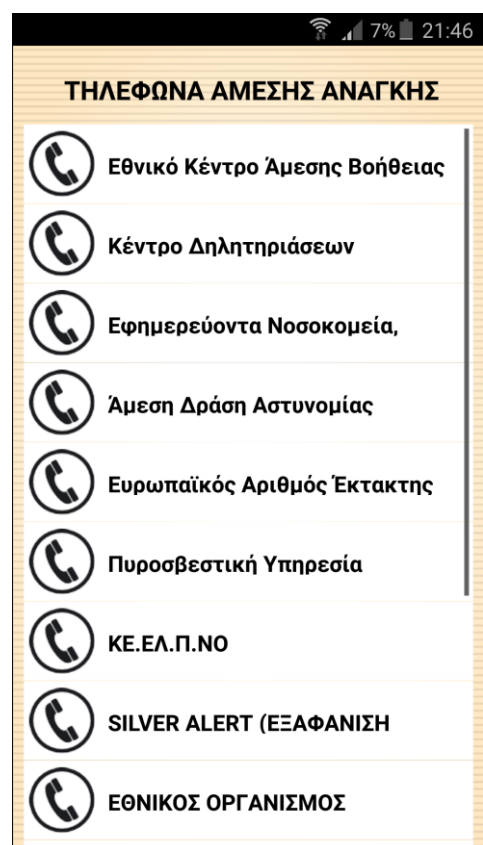 7% 21:46
ΤΗΛΕΦΩΝΑ ΑΜΕΣΗΣ ΑΝΑΓΚΗΣ
Εθνικό Κέντρο Άμεσης Βοήθειας
Κέντρο Δηλητηριάσεων
Εφημερεύοντα Νοσοκομεία,
Άμεση Δράση Αστυνομίας
Ευρωπαϊκός Αριθμός Έκτακτης
Πυροσβεστική Υπηρεσία
ΚΕ.ΕΛ.Π.ΝΟ
SILVER ALERT (ΕΞΑΦΑΝΙΣΗ
ΕΘΝΙΚΟΣ ΟΡΓΑΝΙΣΜΟΣ